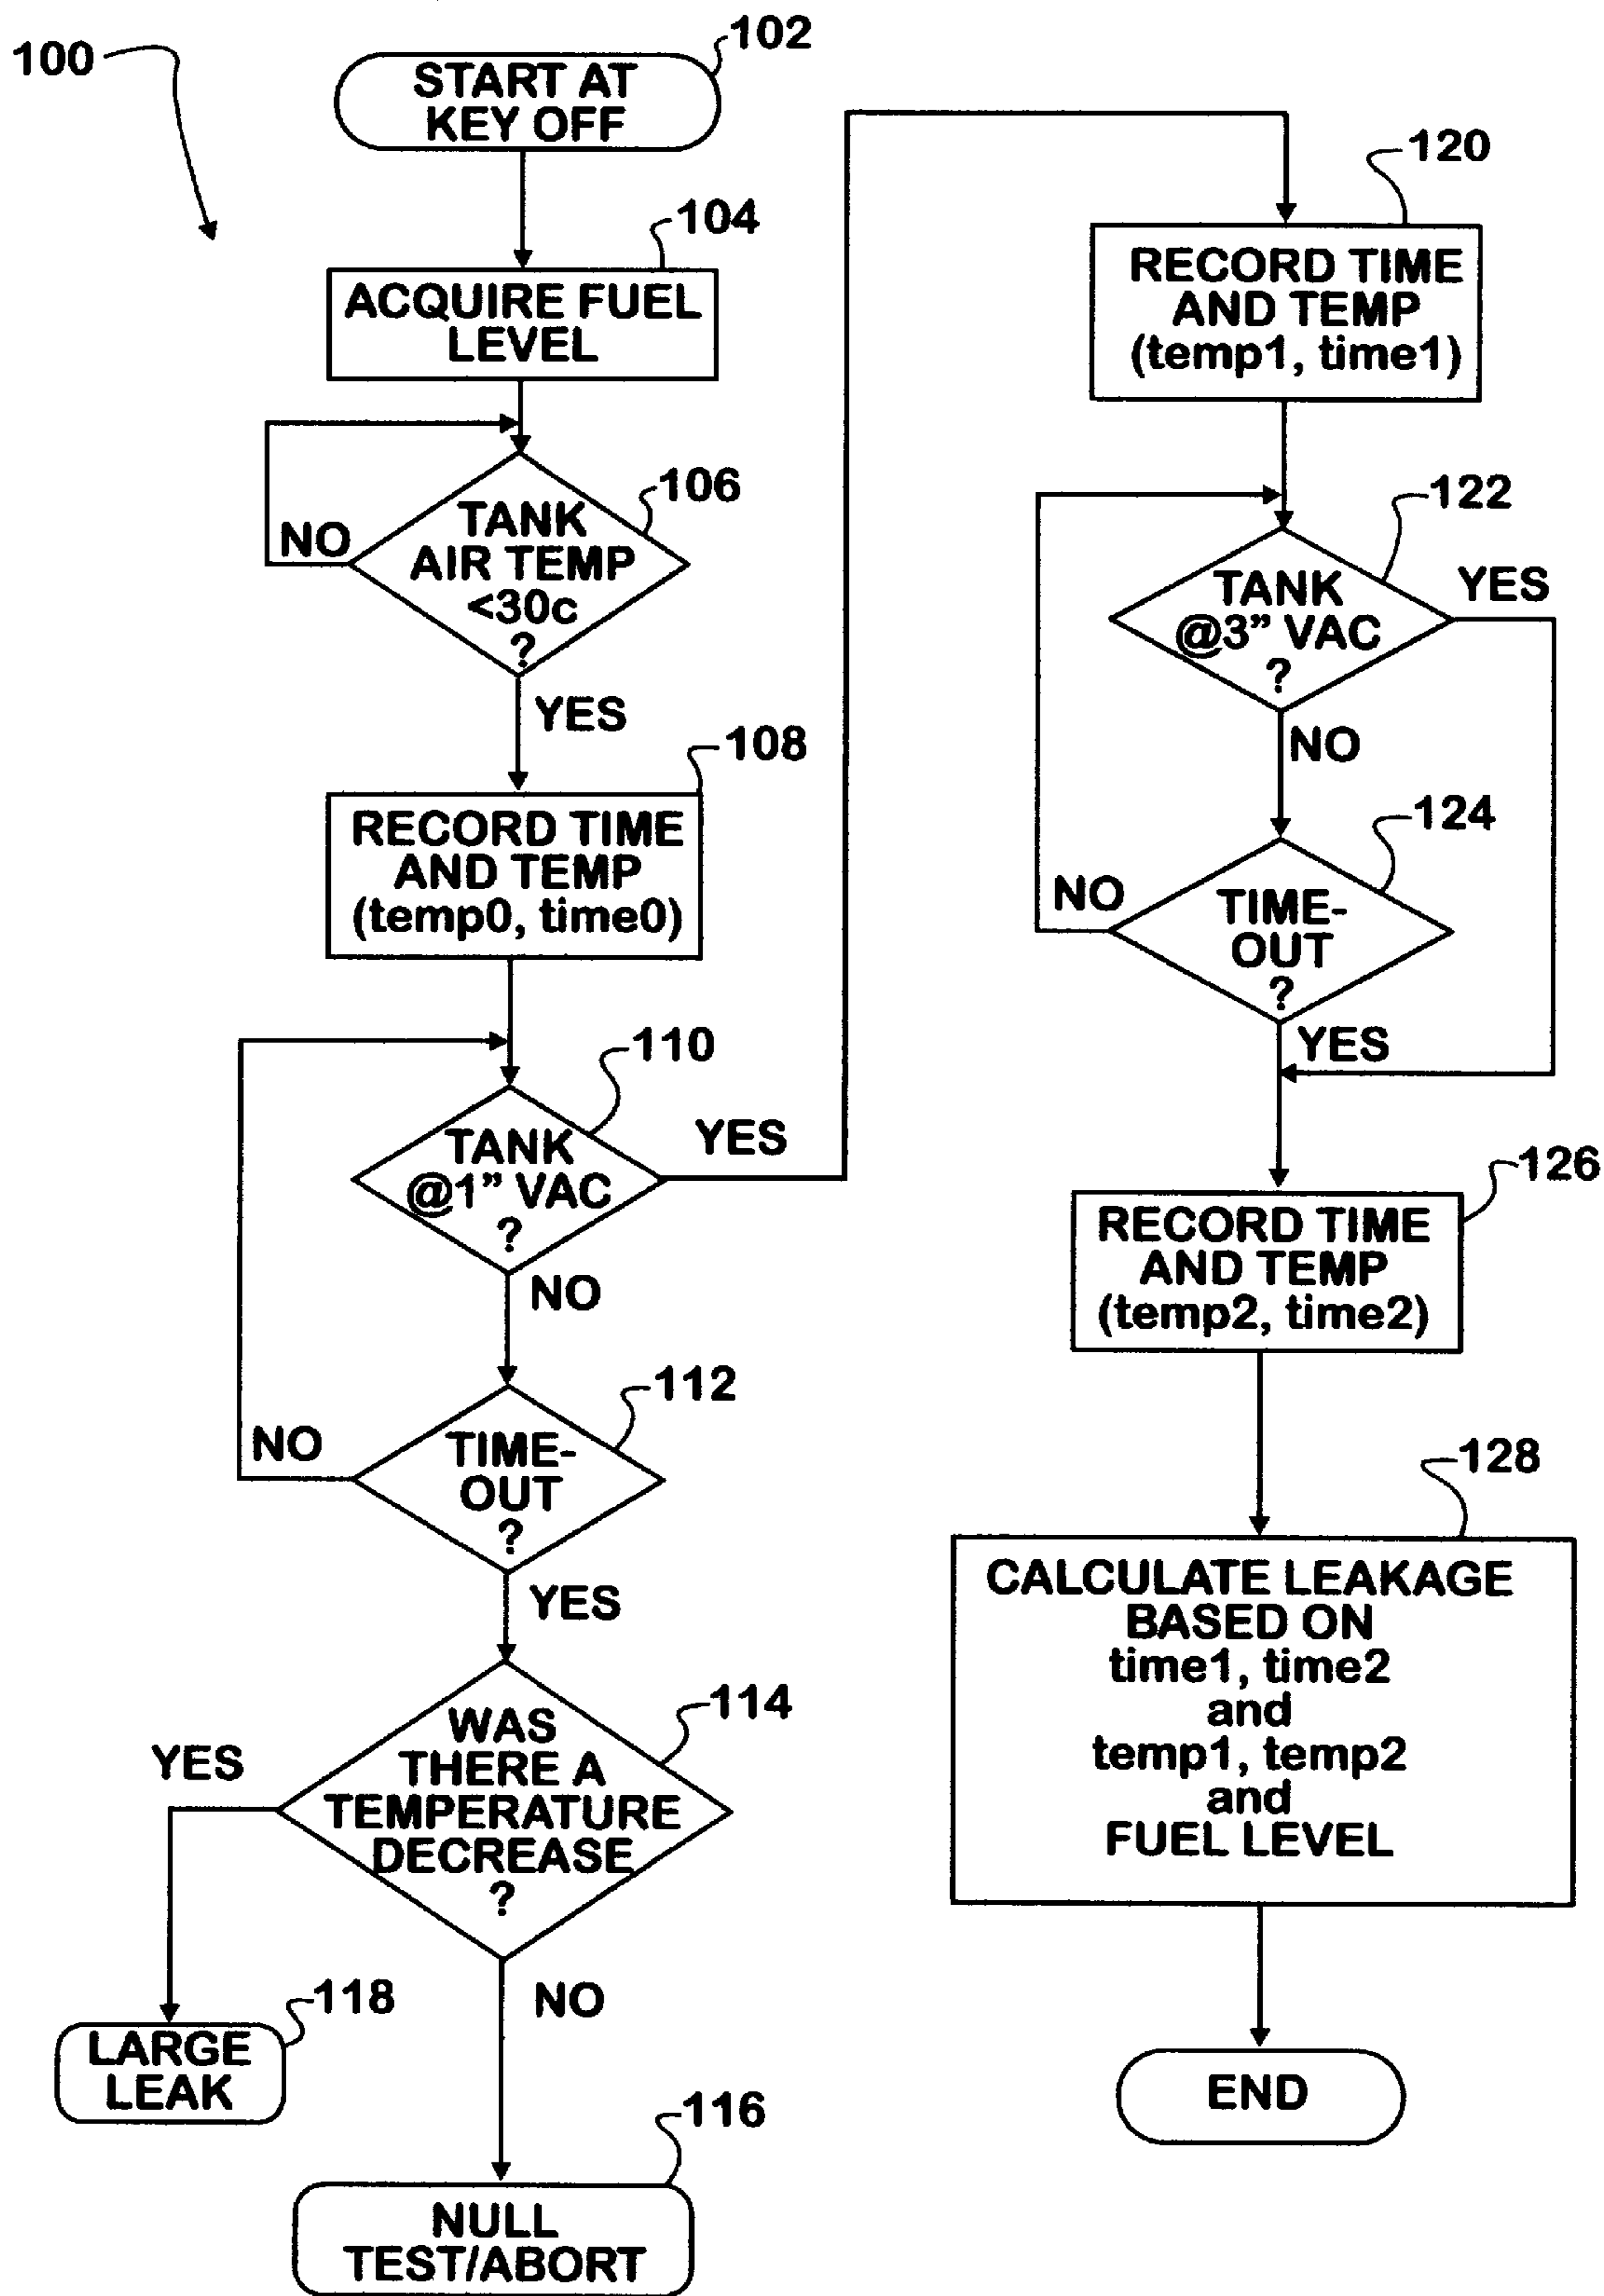 100
102
START AT
KEY OFF
104
ACQUIRE FUEL
LEVEL
106
TANK
AIR TEMP
<30c
?
NO
YES
108
RECORD TIME
AND TEMP
(temp0, time0)
110
TANK
@1” VAC
?
YES
NO
112
TIME-
OUT
?
NO
YES
114
WAS
THERE A
TEMPERATURE
DECREASE
?
YES
NO
118
LARGE
LEAK
116
NULL
TEST/ABORT
120
RECORD TIME
AND TEMP
(temp1, time1)
122
TANK
@3” VAC
?
YES
NO
124
TIME-
OUT
?
NO
YES
126
RECORD TIME
AND TEMP
(temp2, time2)
128
CALCULATE LEAKAGE
BASED ON
time1, time2
and
temp1, temp2
and
FUEL LEVEL
END